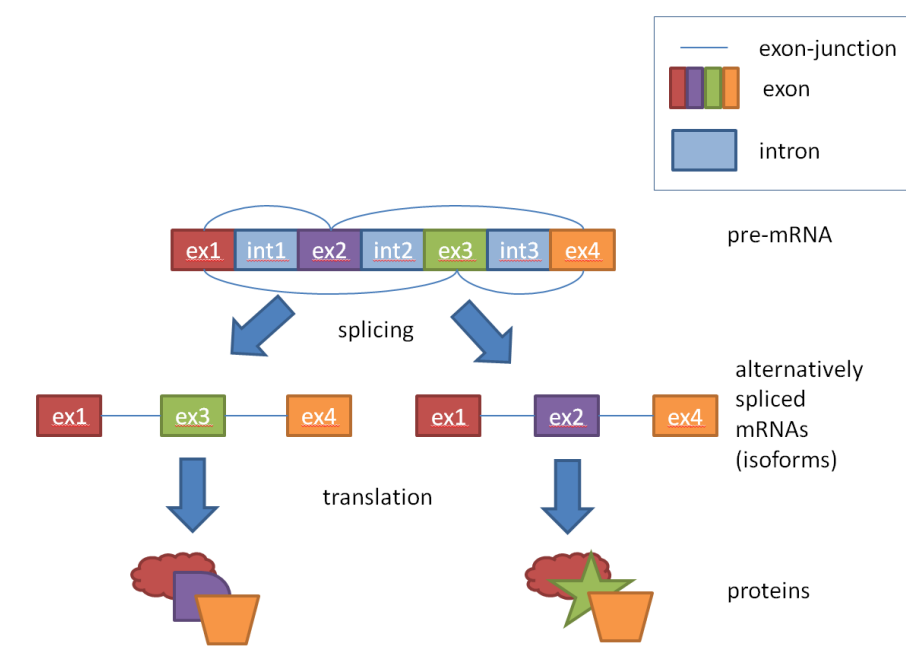 exon-junction
exon
intron
pre-mRNA
ex1 int1 ex2 int2 ex3 int3 ex4
splicing
alternatively
spliced
mRNAs
(isoforms)
ex1 ex3 ex4 ex1 ex2 ex4
translation
proteins